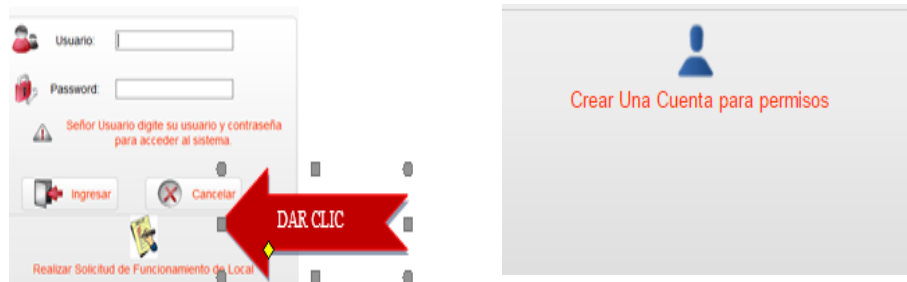 Usuario:
Password:
Señor Usuario digite su usuario y contraseña
para acceder al sistema.
Ingresar
Cancelar
DAR CLIC
Realizar Solicitud de Funcionamiento de Local
Crear Una Cuenta para permisos